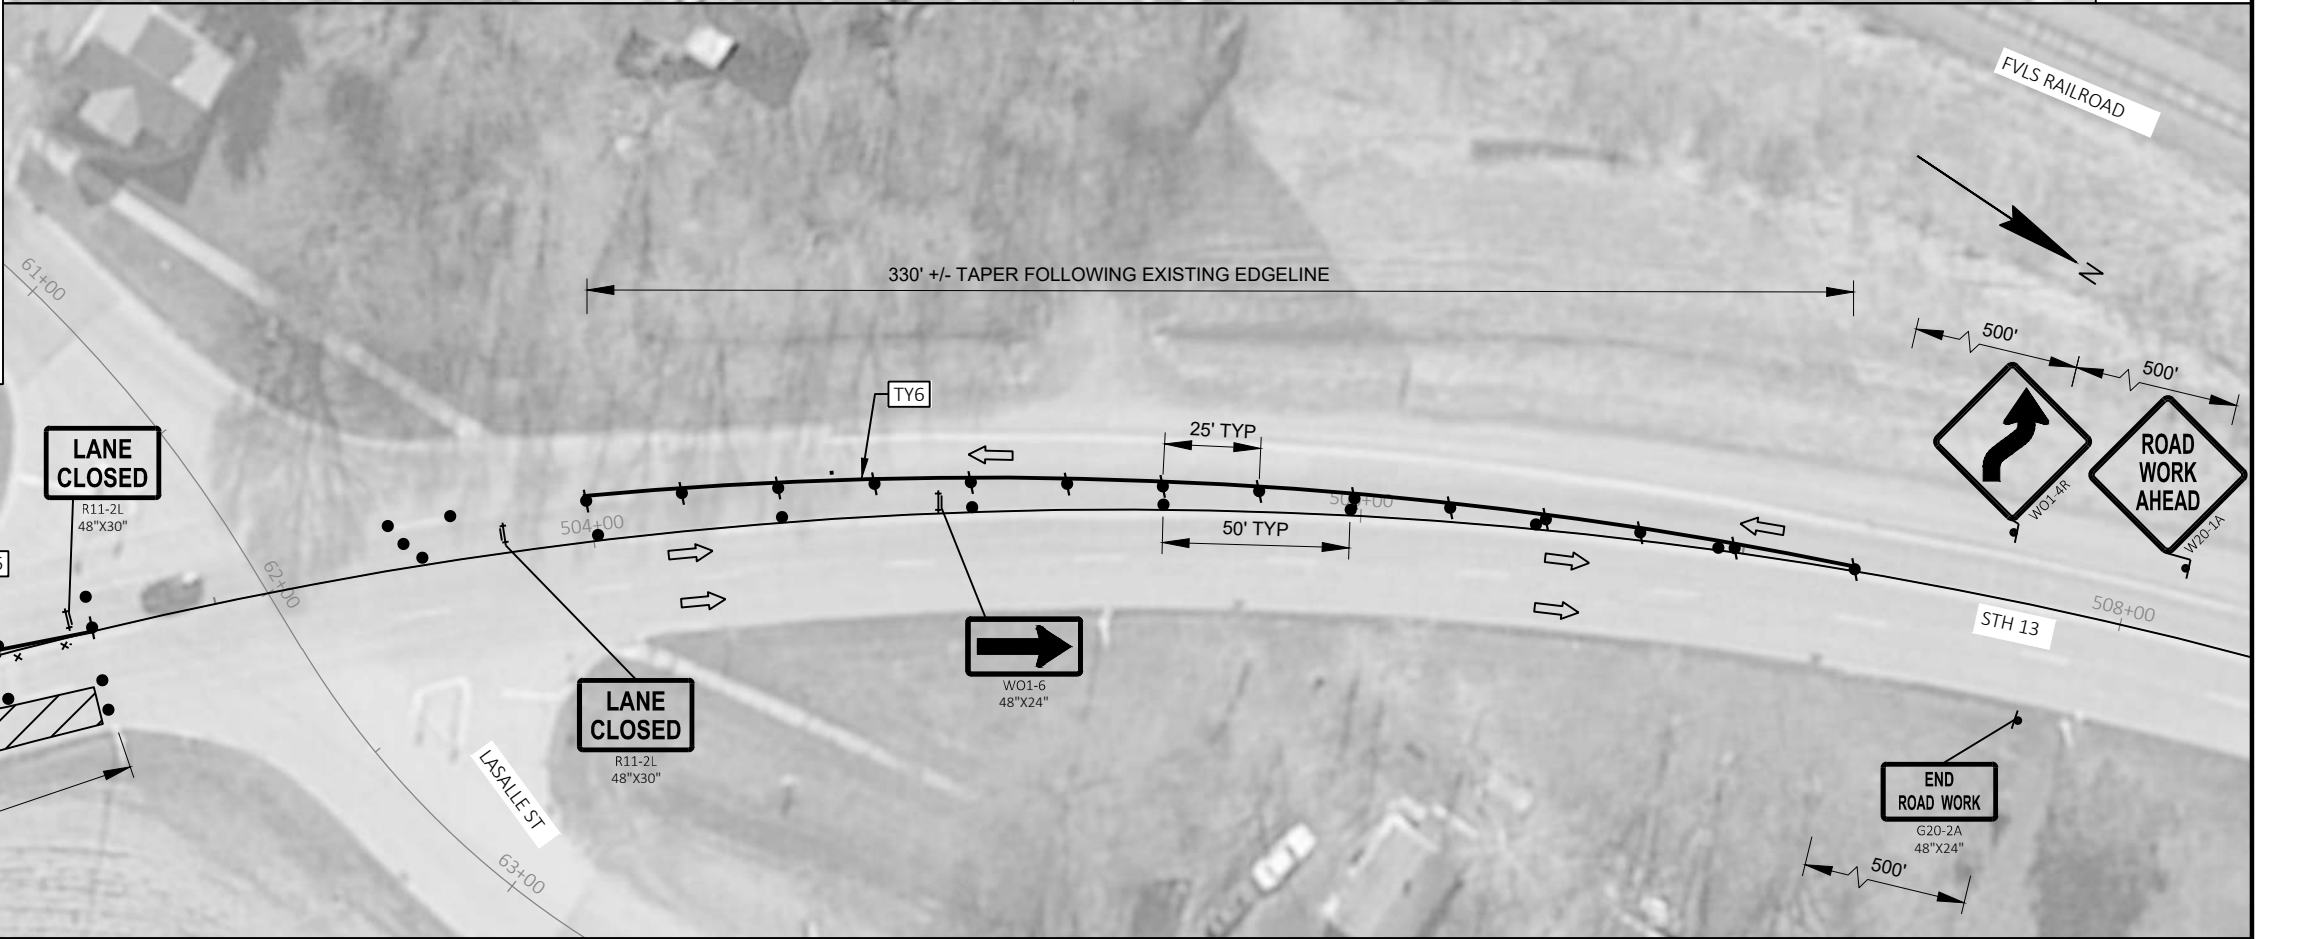 FVLS RAILROAD
N
61+00
330' +/- TAPER FOLLOWING EXISTING EDGELINE
500'
500'
TY6
25' TYP
LANE
CLOSED
R11-2L
48"X30"
ROAD
WORK
AHEAD
WO1-4R
W20-1A
504+00
50' TYP
62+00
508+00
STH 13
WO1-6
48"X24"
LANE
CLOSED
R11-2L
48"X30"
LASALLE ST
63+00
END
ROAD WORK
G20-2A
48"X24"
500'